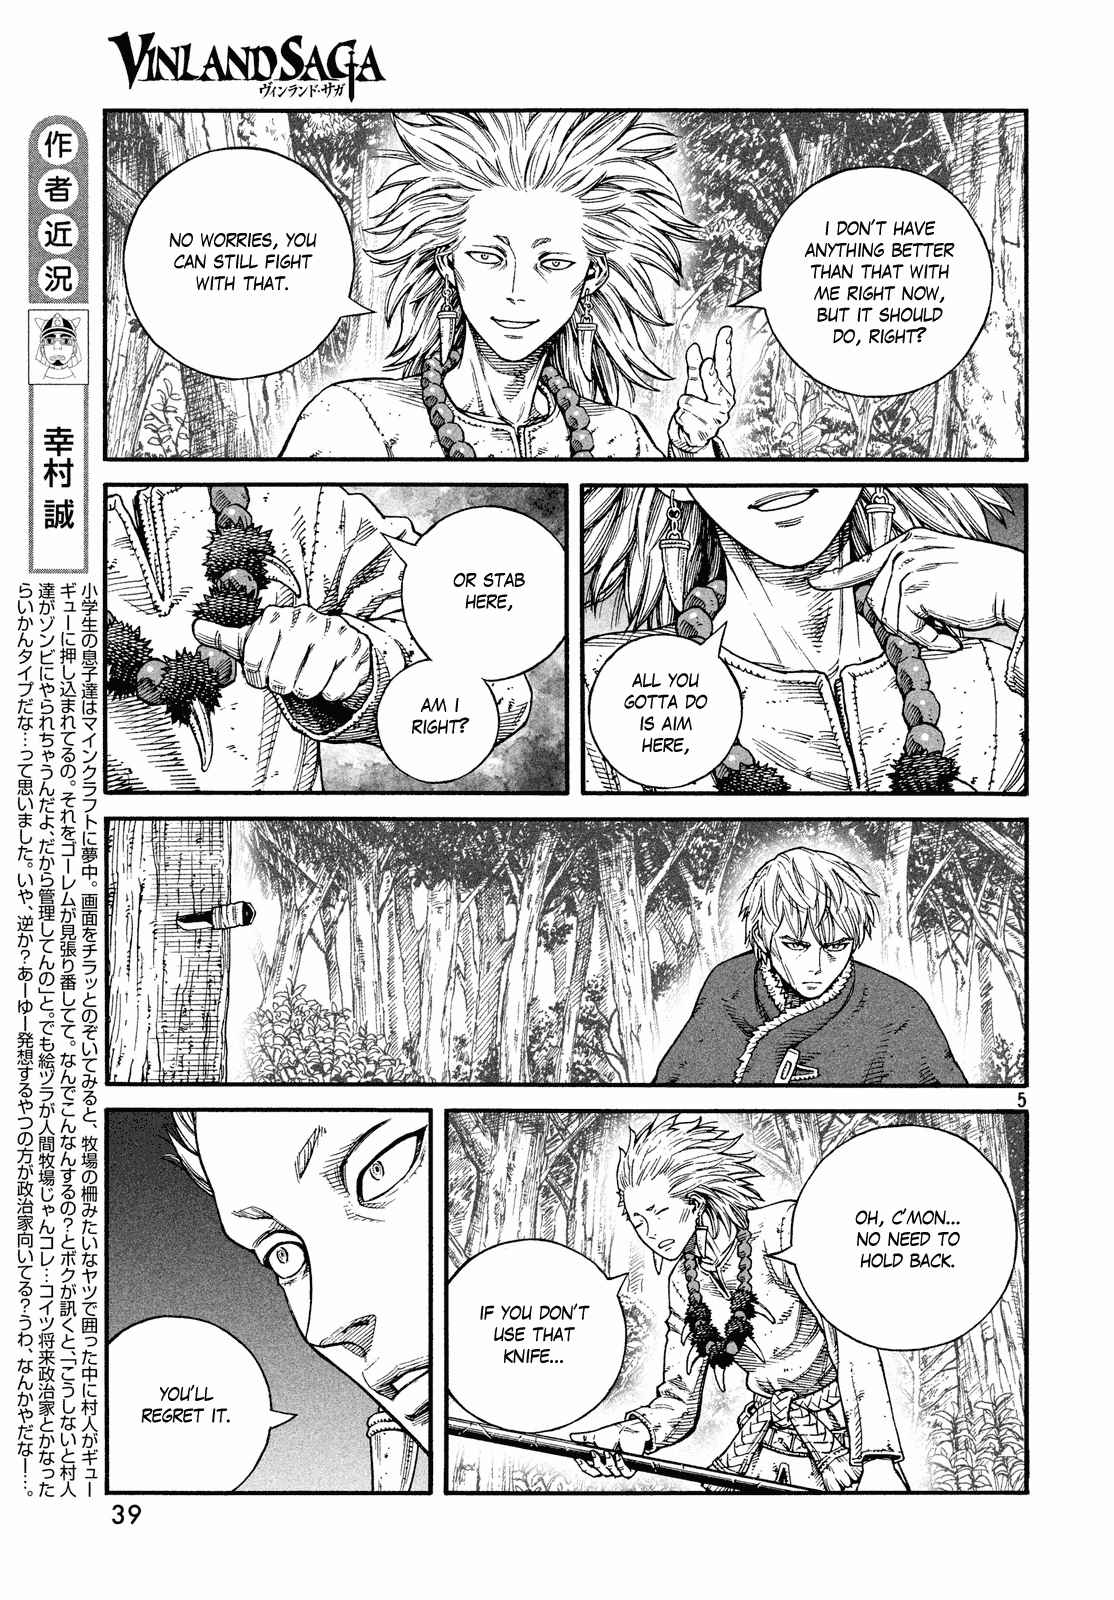 VINLAND SAGA
ヴィンランド・サガ
I DON'T HAVE
ANYTHING BETTER
THAN THAT WITH
ME RIGHT NOW,
BUT IT SHOULD
DO, RIGHT?
NO WORRIES, YOU
CAN STILL FIGHT
WITH THAT.
ALL YOU
GOTTA DO
IS AIM
HERE,
OR STAB
HERE,
AM I
RIGHT?
5
OH, C'MON...
NO NEED TO
HOLD BACK.
IF YOU DON'T
USE THAT
KNIFE...
YOU'LL
REGRET IT.
39
作者近況
幸村誠
小学生の息子達はマインクラフトに夢中。画面をチラッとのぞいてみると、牧場の柵みたいなヤツで囲った中に村人がギュー
ギューに押し込まれてるの。それをゴーレムが見張り番してて。なんでこんなんするの?とボクが訊くと、「こうしないと村人
達がゾンビにやられちゃうんだよ、だから管理してんの」と。でも絵ヅラが人間牧場じゃんコレ…コイツ将来政治家とかなった
らいかんタイプだな…って思いました。いや、逆か?あーゆー発想するやつの方が政治家向いてる?うわ、なんかやだなー…。